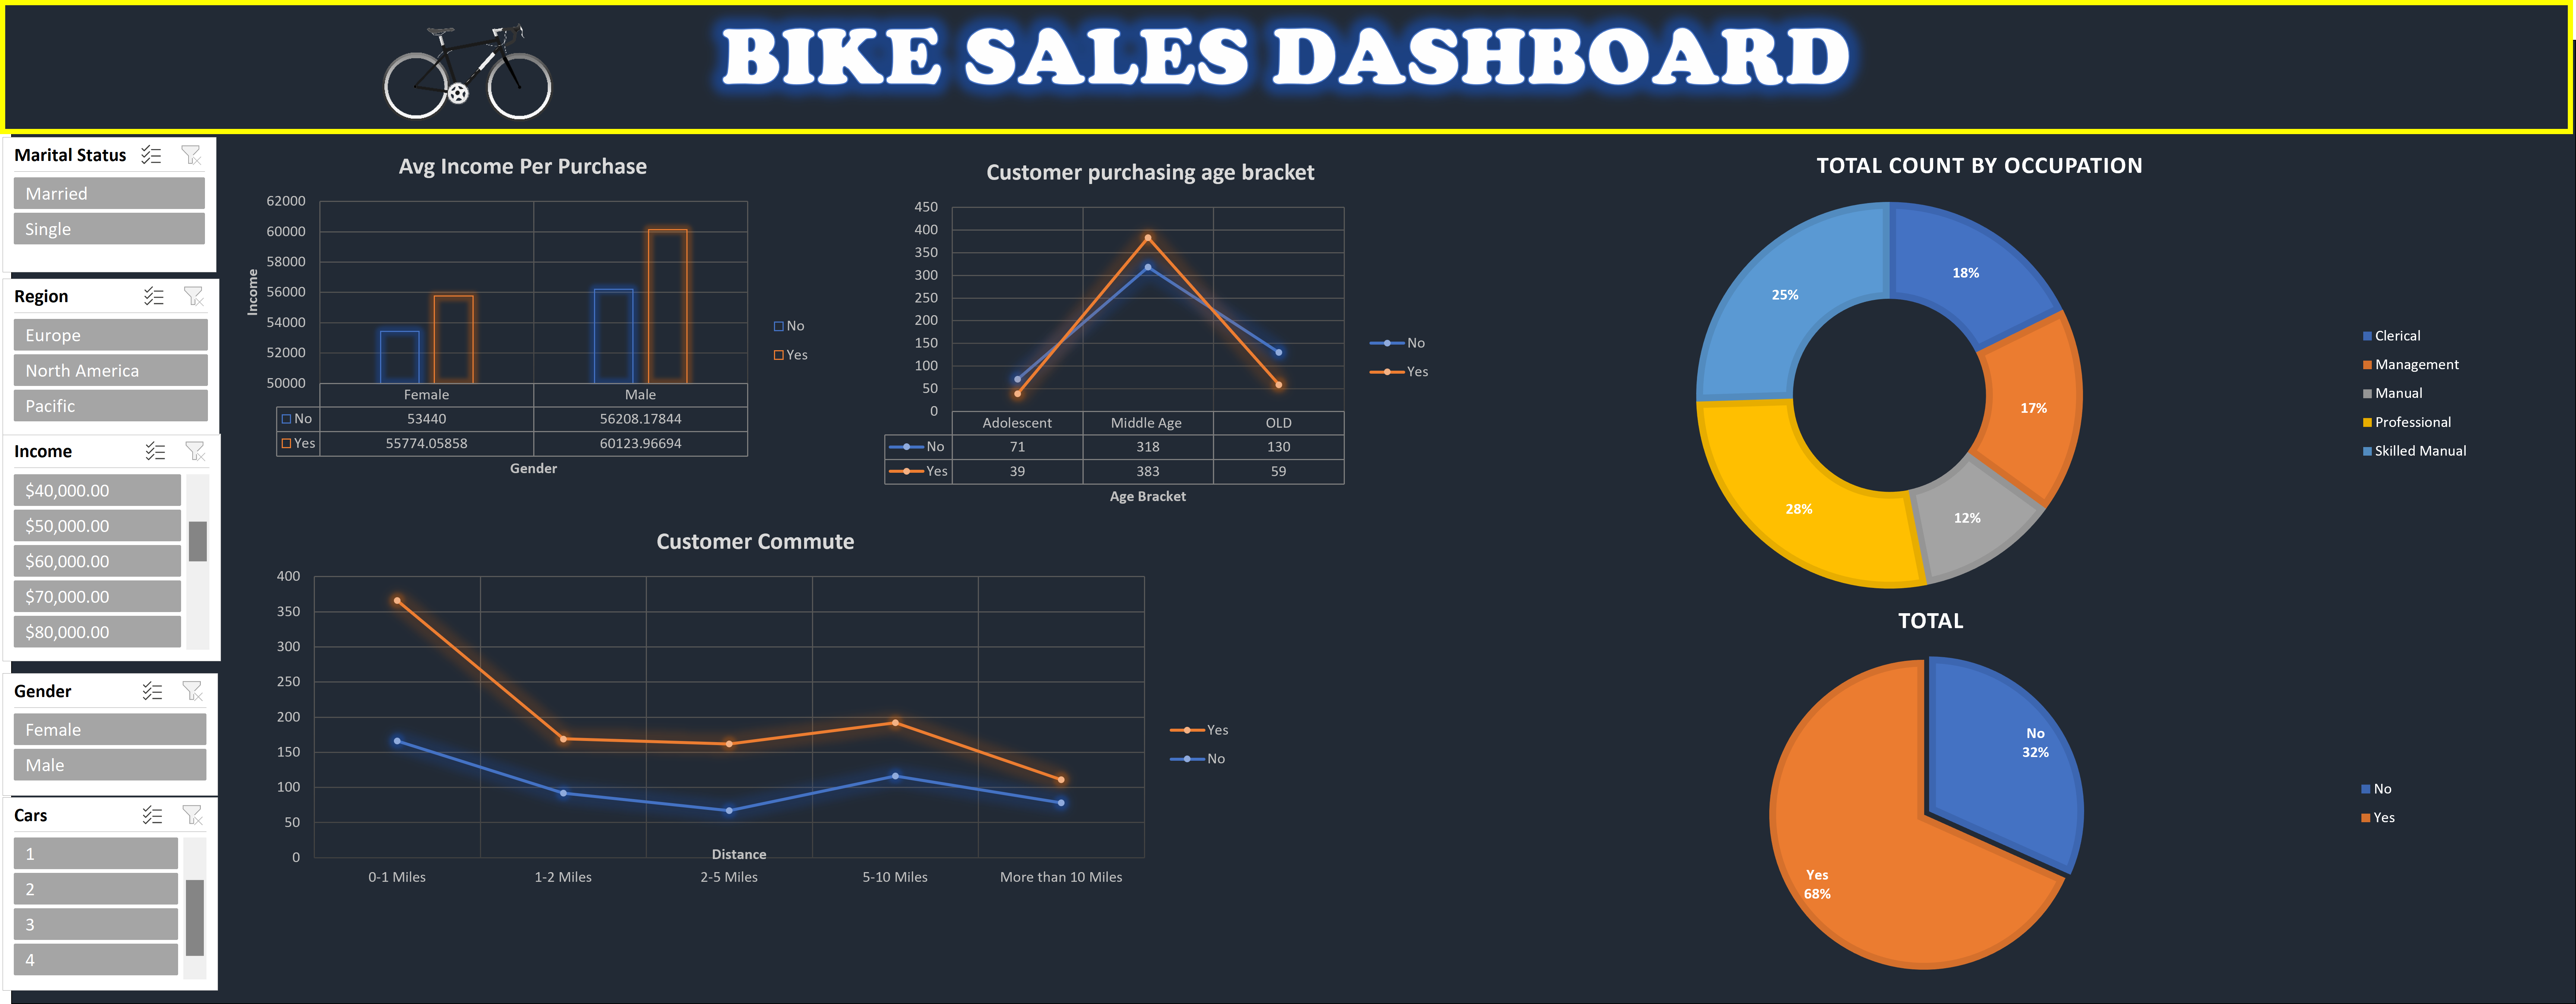 BIKE SALES DASHBOARD
Marital Status
Married
Single
Region
Europe
North America
Pacific
Income
$40,000.00
$50,000.00
$60,000.00
$70,000.00
$80,000.00
Gender
Female
Male
Cars
1
2
3
4
Avg Income Per Purchase
62000
60000
58000
56000
54000
52000
50000
Income
Female Male
No 53440 56208.17844
Yes 55774.05858 60123.96694
Gender
No
Yes
Customer purchasing age bracket
450
400
350
300
250
200
150
100
50
0
Adolescent Middle Age OLD
No 71 318 130
Yes 39 383 59
Age Bracket
No
Yes
Customer Commute
400
350
300
250
200
150
100
50
0
Distance
0-1 Miles 1-2 Miles 2-5 Miles 5-10 Miles More than 10 Miles
Yes
No
TOTAL COUNT BY OCCUPATION
18%
25%
17%
28%
12%
Clerical
Management
Manual
Professional
Skilled Manual
TOTAL
No
32%
Yes
68%
No
Yes